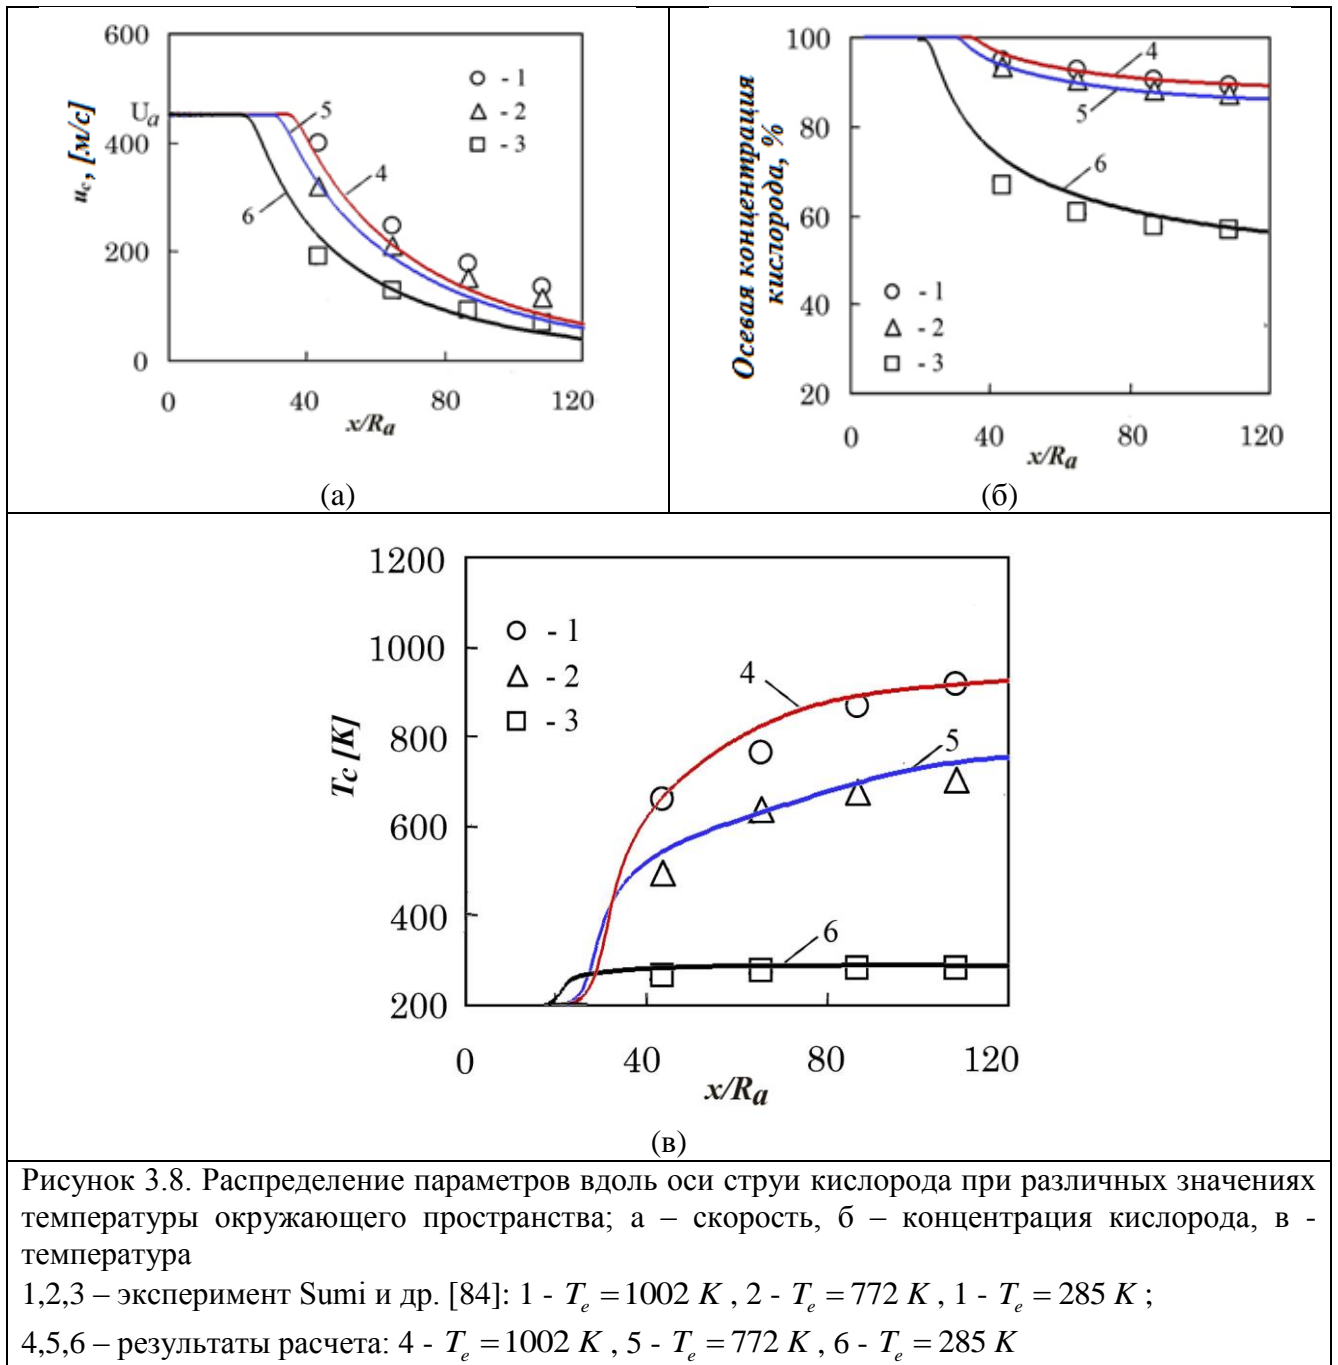 600
400
200
0
U_a
u_c, [м/с]
0 40 80 120
x/R_a
○ - 1
△ - 2
□ - 3
5
4
6
(а)
100
80
60
40
20
Осевая концентрация
кислорода, %
0 40 80 120
x/R_a
4
5
6
○ - 1
△ - 2
□ - 3
(б)
1200
1000
800
600
400
200
Tc [K]
0 40 80 120
x/R_a
○ - 1
△ - 2
□ - 3
4
5
6
(в)
Рисунок 3.8. Распределение параметров вдоль оси струи кислорода при различных значениях
температуры окружающего пространства; а – скорость, б – концентрация кислорода, в -
температура
1,2,3 – эксперимент Sumi и др. [84]: 1 - T_e = 1002 K , 2 - T_e = 772 K , 1 - T_e = 285 K ;
4,5,6 – результаты расчета: 4 - T_e = 1002 K , 5 - T_e = 772 K , 6 - T_e = 285 K